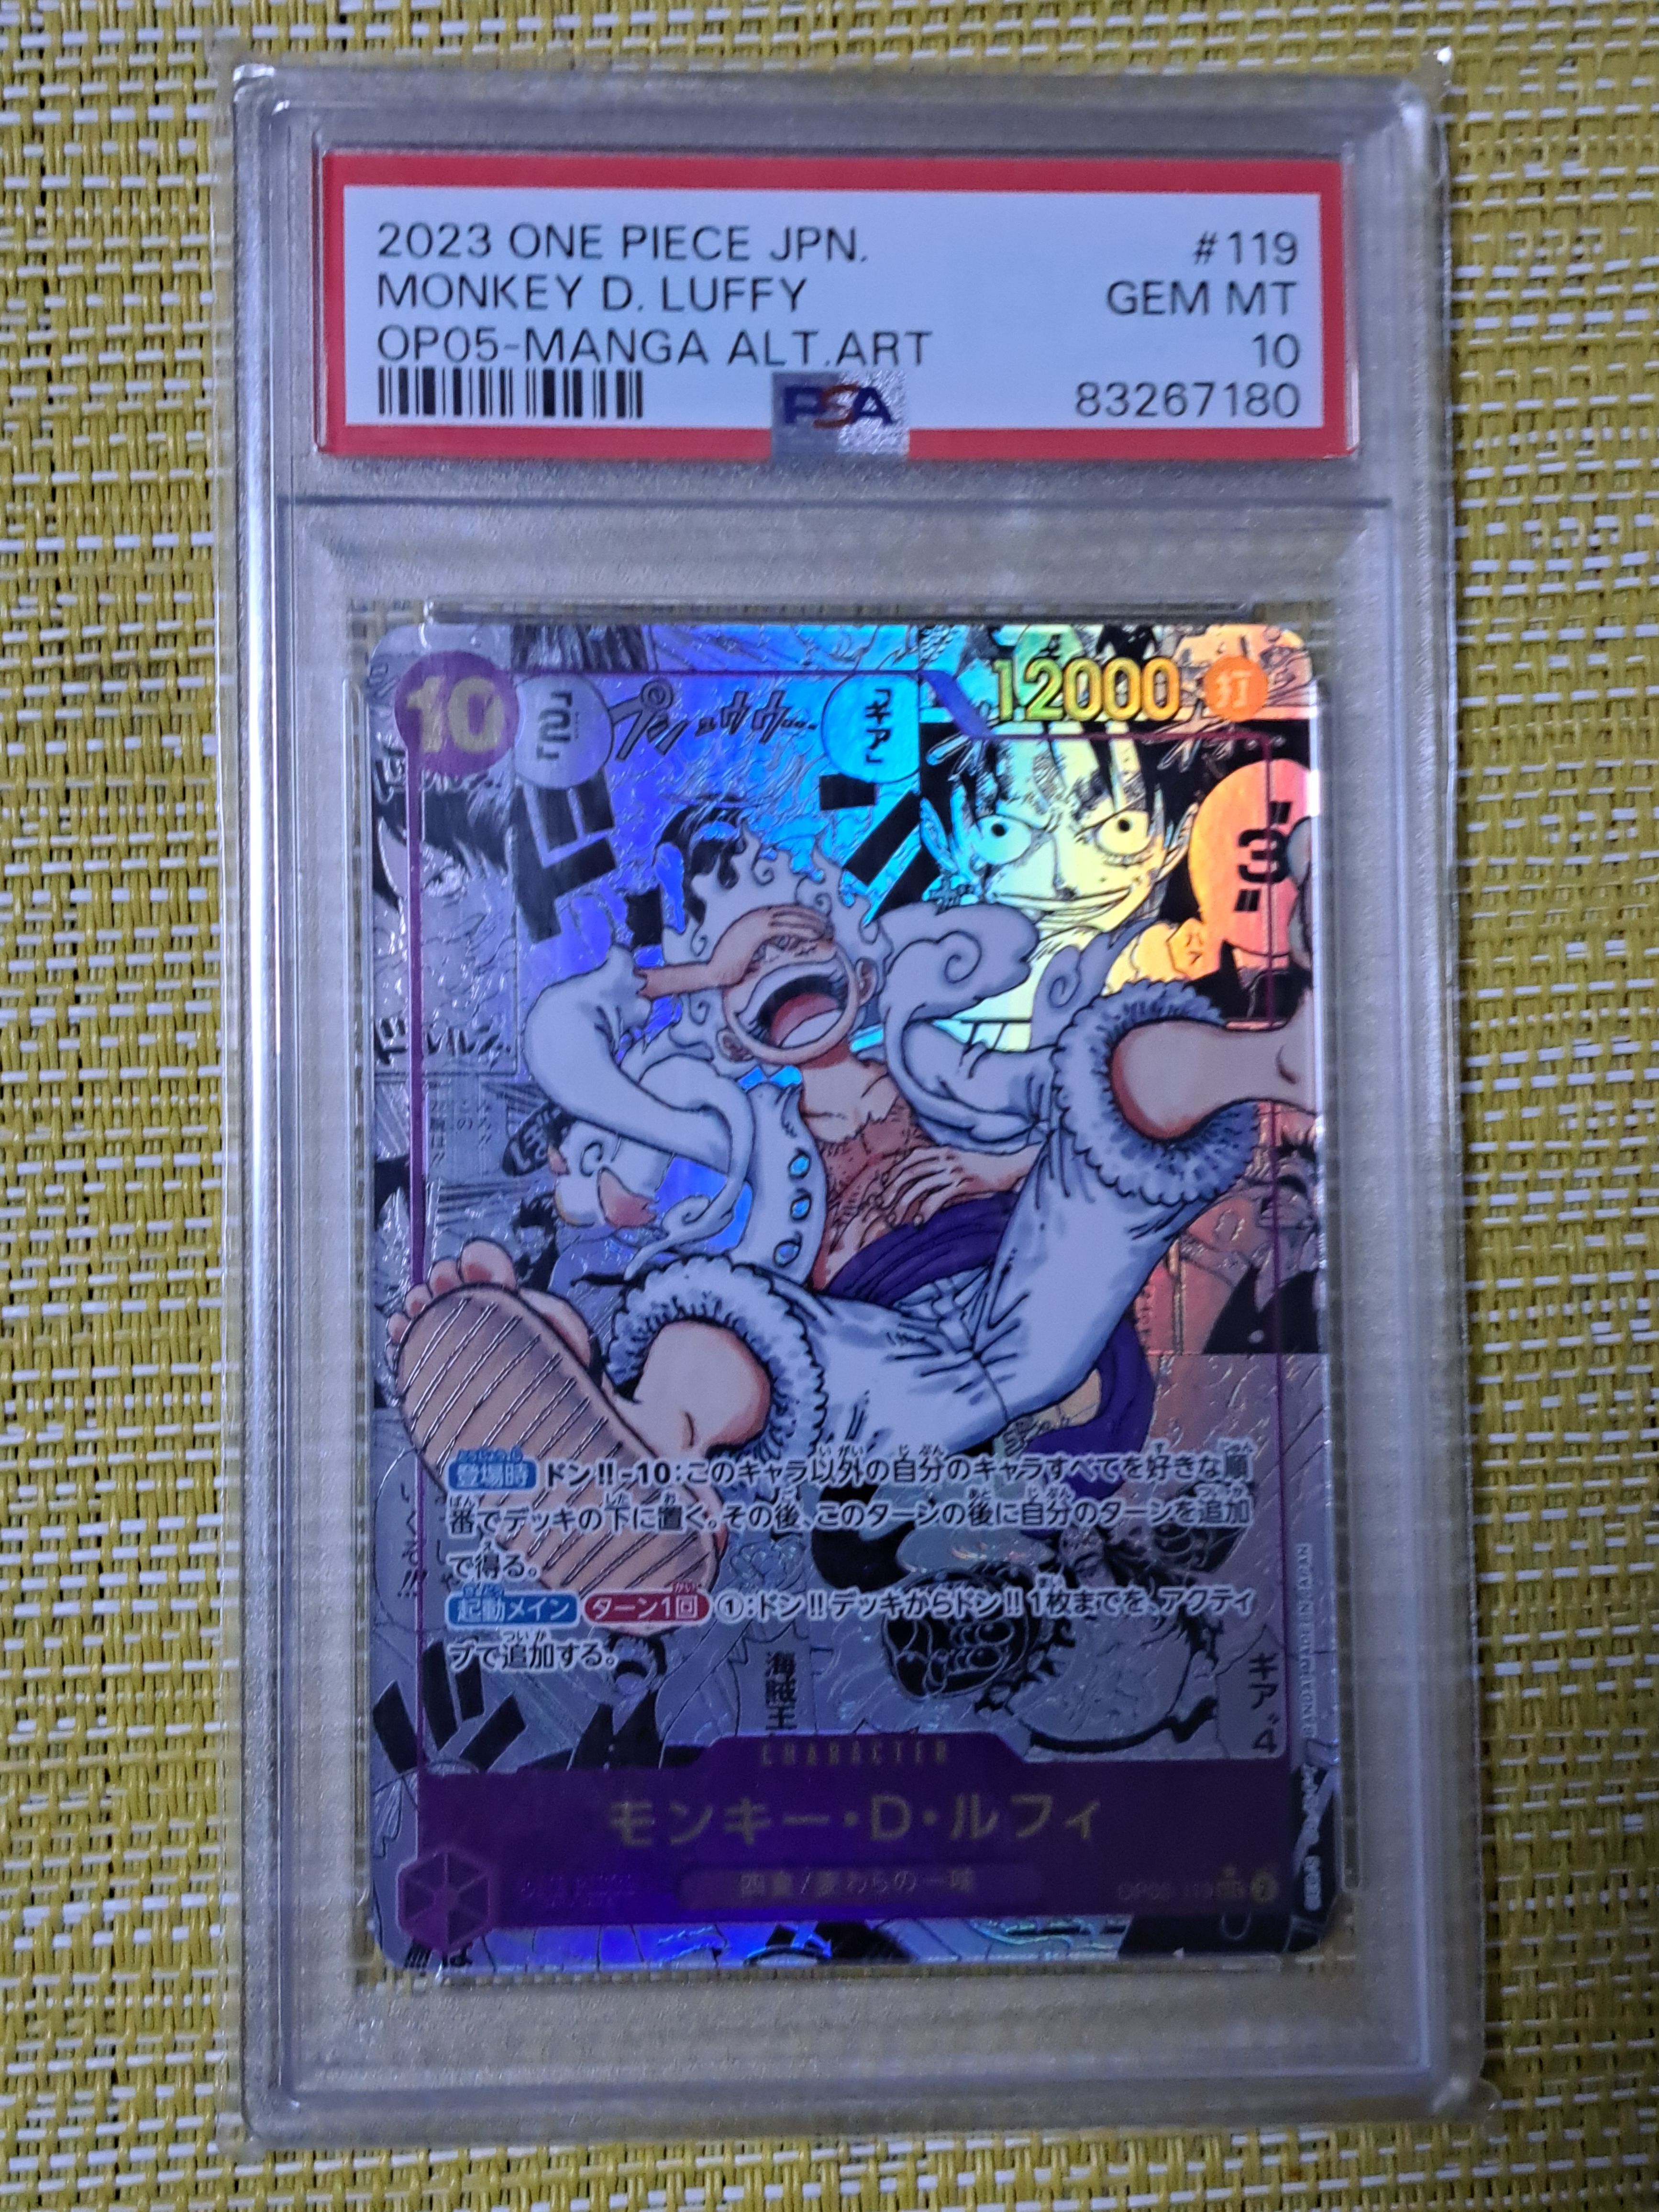 2023 ONE PIECE JPN. #119
MONKEY D. LUFFY GEM MT
OP05-MANGA ALT.ART 10
PSA 83267180
10
「2」
プシュウウ…
「ギア」
12000 打
ド
ン
"3"
登場時 ドン!!-10:このキャラ以外の自分のキャラすべてを好きな順
番でデッキの下に置く。その後、このターンの後に自分のターンを追加
で得る。
起動メイン ターン1回 ①:ドン!!デッキからドン!!1枚までを、アクティ
ブで追加する。
海賊王
ギア"4
CHARACTER
モンキー・D・ルフィ
四皇/麦わらの一味
OP05-119